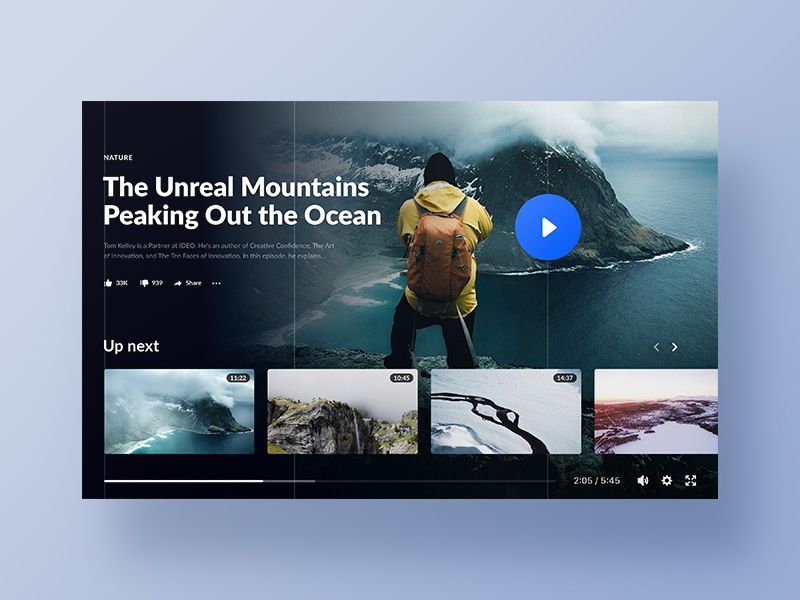 NATURE
The Unreal Mountains
Peaking Out the Ocean
Tom Kelley is a Partner at IDEO. He's an author of Creative Confidence, The Art
of Innovation, and The Ten Faces of Innovation. In this episode, he explains...
33K 939 Share
Up next
11:22 10:45 14:37
2:05 / 5:45